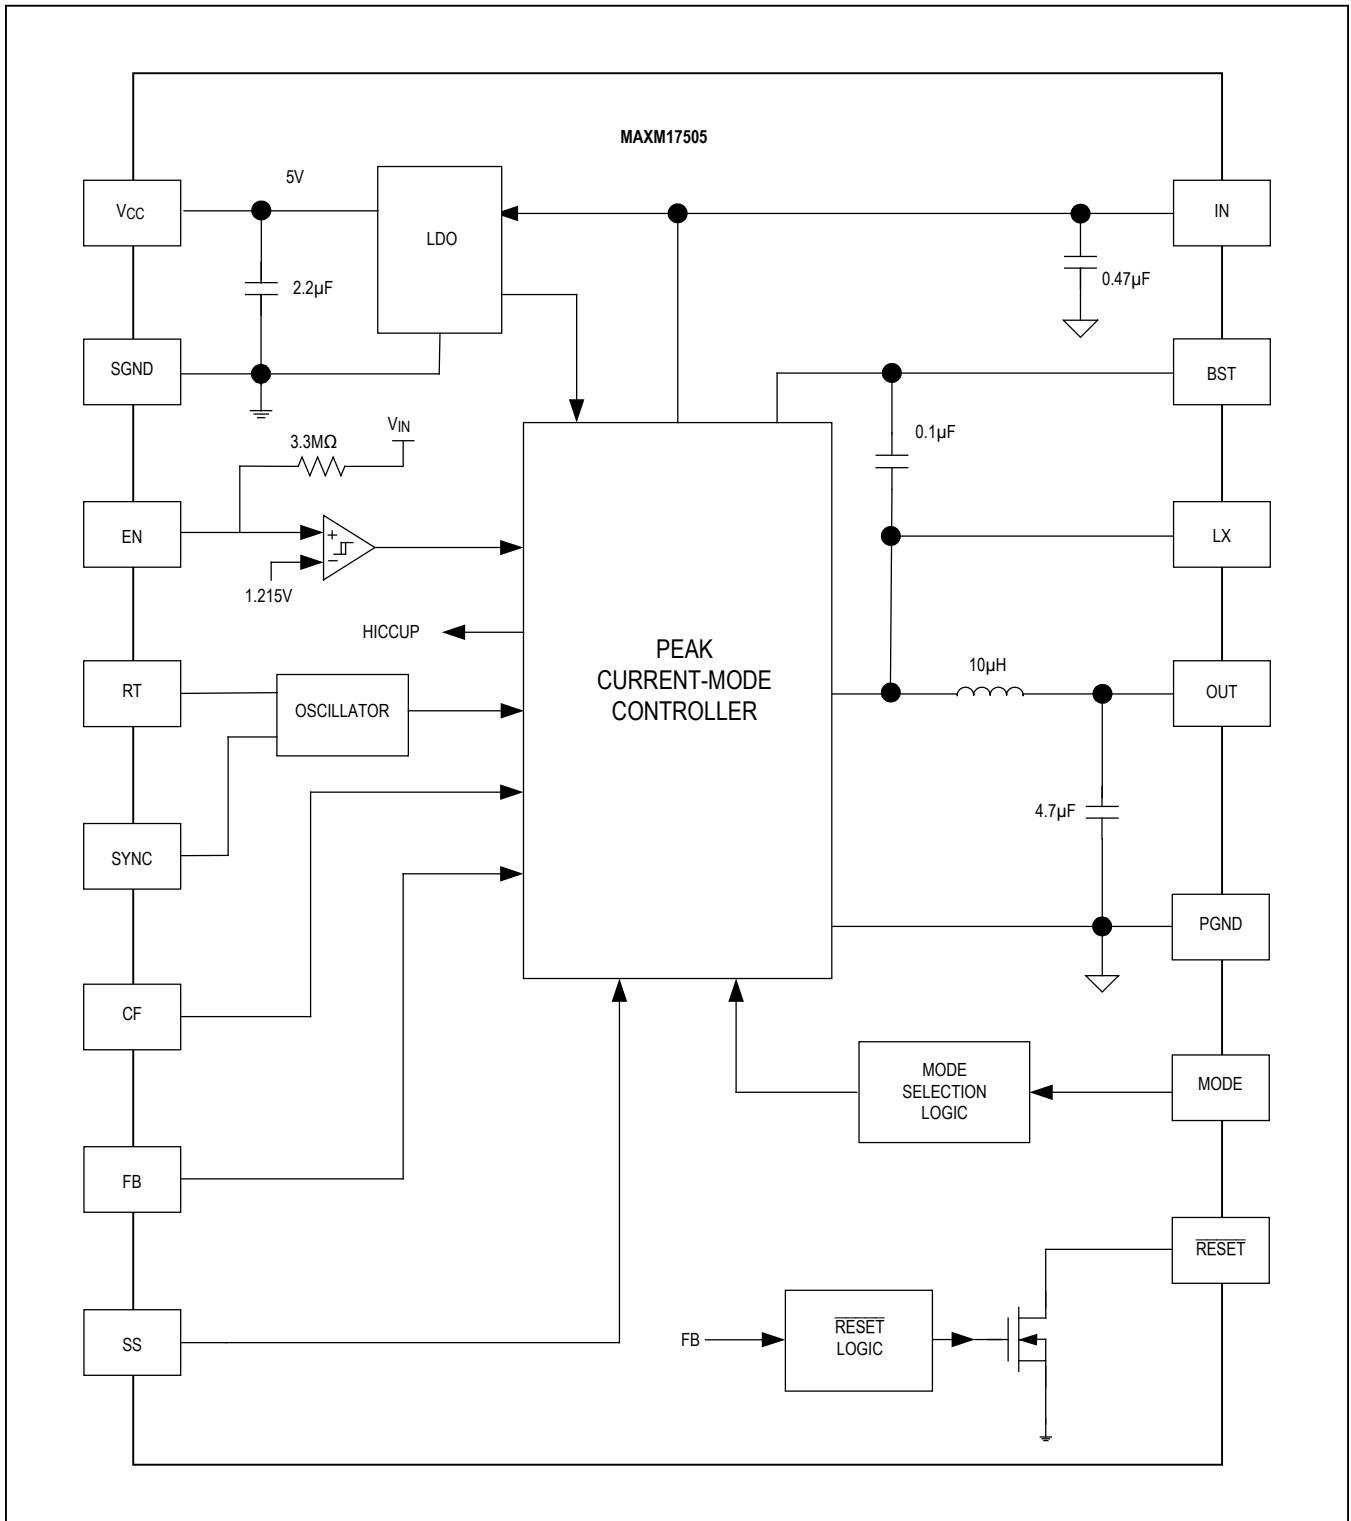 MAXM17505
5V
VCC
LDO
IN
2.2µF
0.47µF
SGND
BST
VIN
3.3MΩ
0.1µF
EN
+
−
LX
1.215V
HICCUP
PEAK
CURRENT-MODE
CONTROLLER
10µH
RT
OSCILLATOR
OUT
4.7µF
SYNC
PGND
CF
MODE
SELECTION
LOGIC
MODE
FB
RESET
FB
RESET
LOGIC
SS